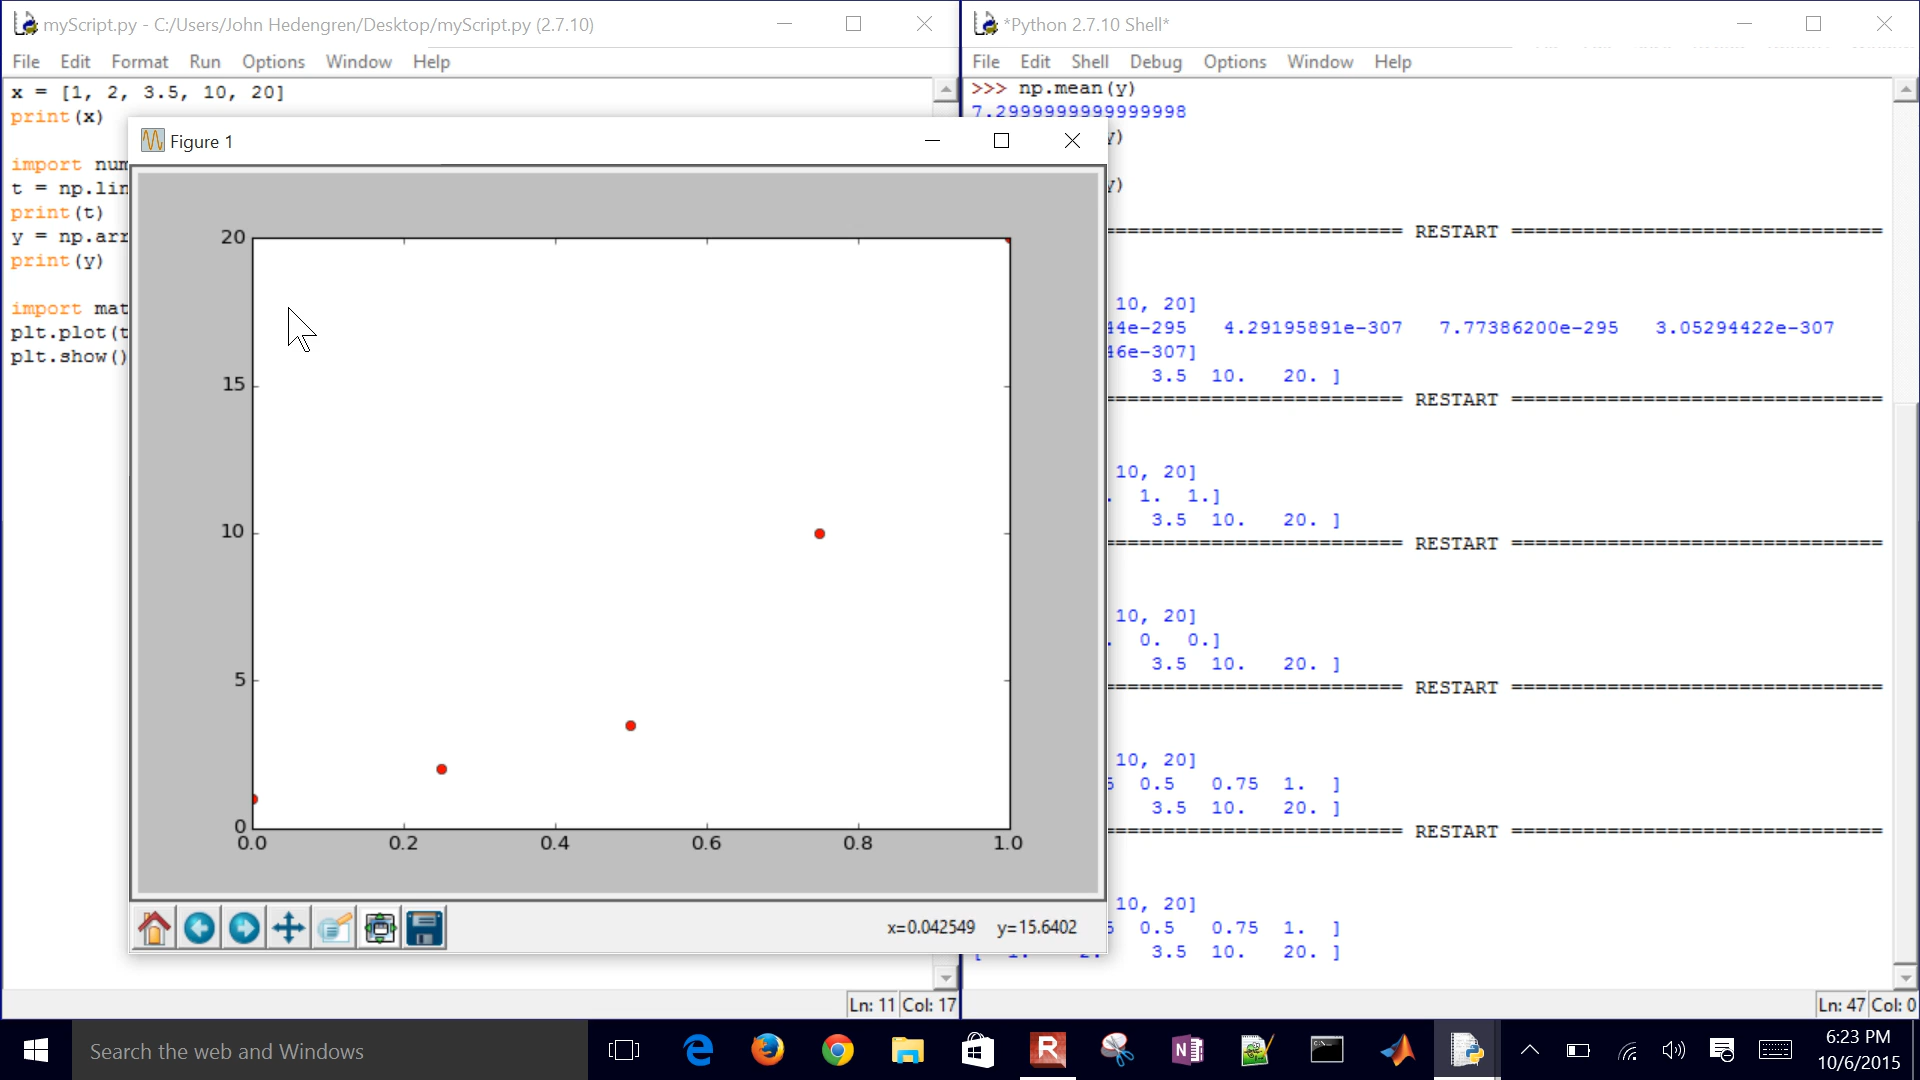 myScript.py - C:/Users/John Hedengren/Desktop/myScript.py (2.7.10)
File Edit Format Run Options Window Help
x = [1, 2, 3.5, 10, 20]
print(x)
import num
t = np.lin
print(t)
y = np.arr
print(y)
import mat
plt.plot(t
plt.show()
Ln: 11 Col: 17
Figure 1
20
15
10
5
0
0.0 0.2 0.4 0.6 0.8 1.0
x=0.042549 y=15.6402
*Python 2.7.10 Shell*
File Edit Shell Debug Options Window Help
>>> np.mean(y)
7.2999999999999998
y)
y)
======================== RESTART ===============================
10, 20]
44e-295 4.29195891e-307 7.77386200e-295 3.05294422e-307
46e-307]
3.5 10. 20. ]
======================== RESTART ===============================
10, 20]
. 1. 1.]
3.5 10. 20. ]
======================== RESTART ===============================
10, 20]
. 0. 0.]
3.5 10. 20. ]
======================== RESTART ===============================
10, 20]
5 0.5 0.75 1. ]
3.5 10. 20. ]
======================== RESTART ===============================
10, 20]
5 0.5 0.75 1. ]
[ 1. 2. 3.5 10. 20. ]
Ln: 47 Col: 0
Search the web and Windows
6:23 PM
10/6/2015